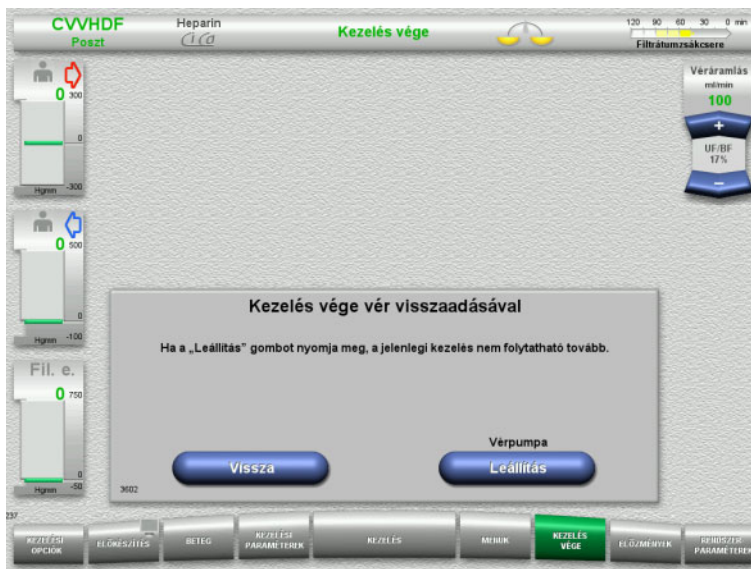 CVVHDF
Poszt
Heparin
CiCa
Kezelés vége
120 90 60 30 0 min
Filtrátumzsákcsere
0
300
0
-300
Hgmm
0
500
0
-100
Hgmm
Fil. e.
0
750
0
-50
Hgmm
Véráramlás
ml/min
100
+
UF/BF
17%
−
Kezelés vége vér visszaadásával
Ha a „Leállítás” gombot nyomja meg, a jelenlegi kezelés nem folytatható tovább.
Vérpumpa
Vissza
Leállítás
3602
237
KEZELÉSI OPCIÓK
ELŐKÉSZÍTÉS
BETEG
KEZELÉSI PARAMÉTEREK
KEZELÉS
MENÜK
KEZELÉS VÉGE
ELŐZMÉNYEK
RENDSZER PARAMÉTEREK